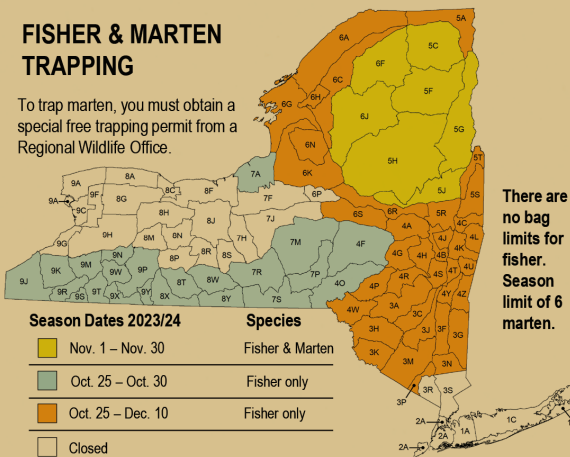 FISHER & MARTEN
TRAPPING
To trap marten, you must obtain a
special free trapping permit from a
Regional Wildlife Office.
5A
6A
5C
6F
6C
5F
6H
6G
6J
5G
6N
5H
5T
7A
6K
5J
5S
8A
9A
8C
8F
6P
9F
7F
9A
8G
9C
8H
8J
7J
6S
6R
5R
4A
4C
4L
9G
9H
8M
8N
7M
4F
4J
8P
8R
8S
4G
4H
4B
4K
9N
9K
9M
9W
9P
8T
8W
7R
7P
4O
4S
4T
4U
9J
4P
4Y
4Z
9R
9S
9T
9X
9Y
8X
8Y
7S
4W
3A
3C
3H
3J
3F
3G
3K
3M
3N
3P
3R
3S
2A
2A
2A
1A
1C
There are
no bag
limits for
fisher.
Season
limit of 6
marten.
Season Dates 2023/24 Species
Nov. 1 – Nov. 30 Fisher & Marten
Oct. 25 – Oct. 30 Fisher only
Oct. 25 – Dec. 10 Fisher only
Closed